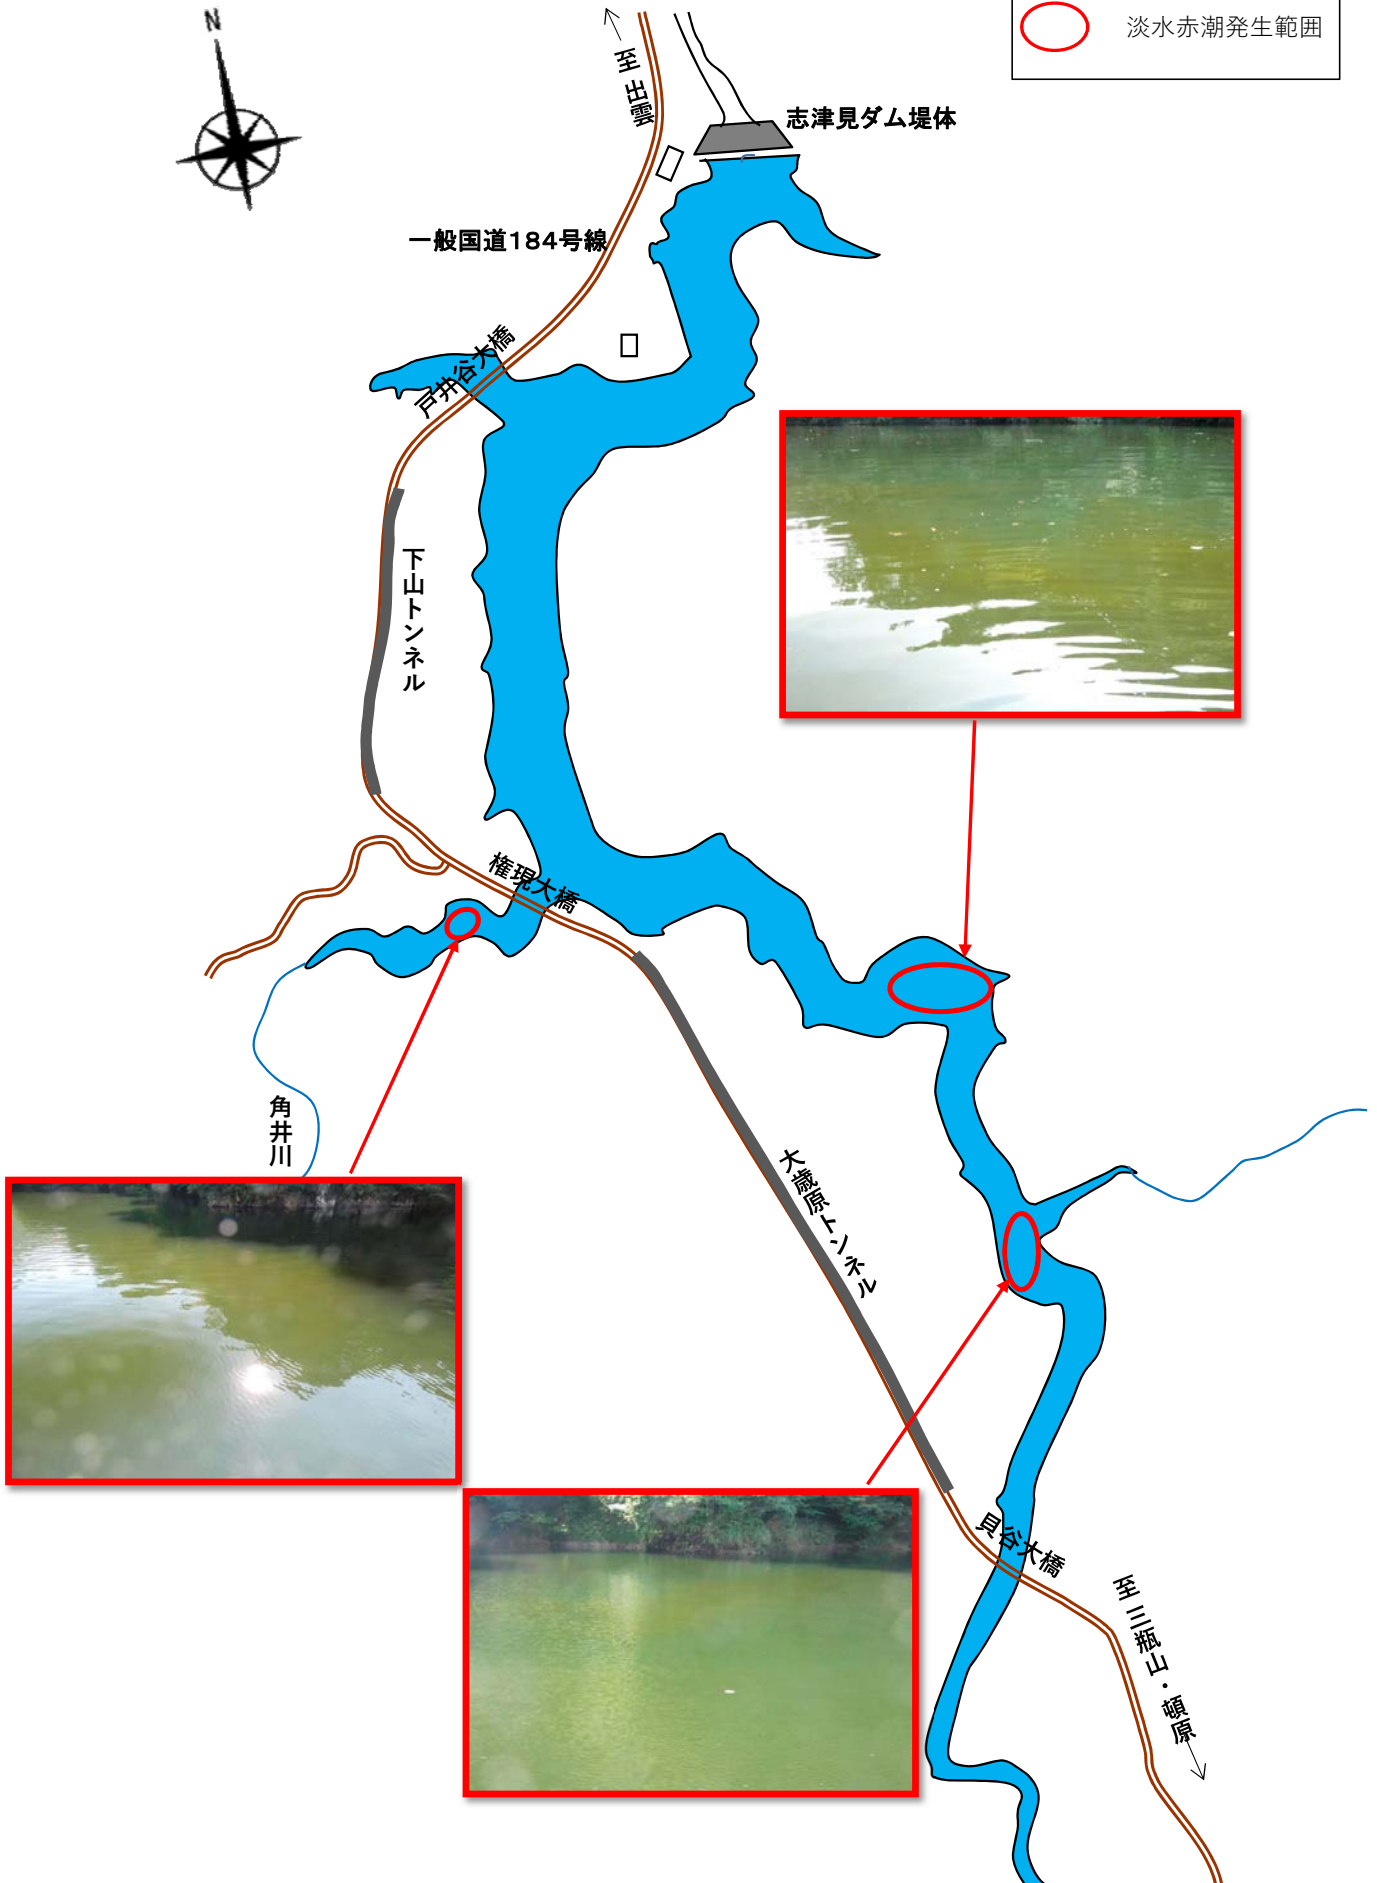 N
淡水赤潮発生範囲
至 出雲
志津見ダム堤体
一般国道184号線
戸井谷大橋
下山トンネル
権現大橋
角井川
大歳原トンネル
貝谷大橋
至 三瓶山・頓原